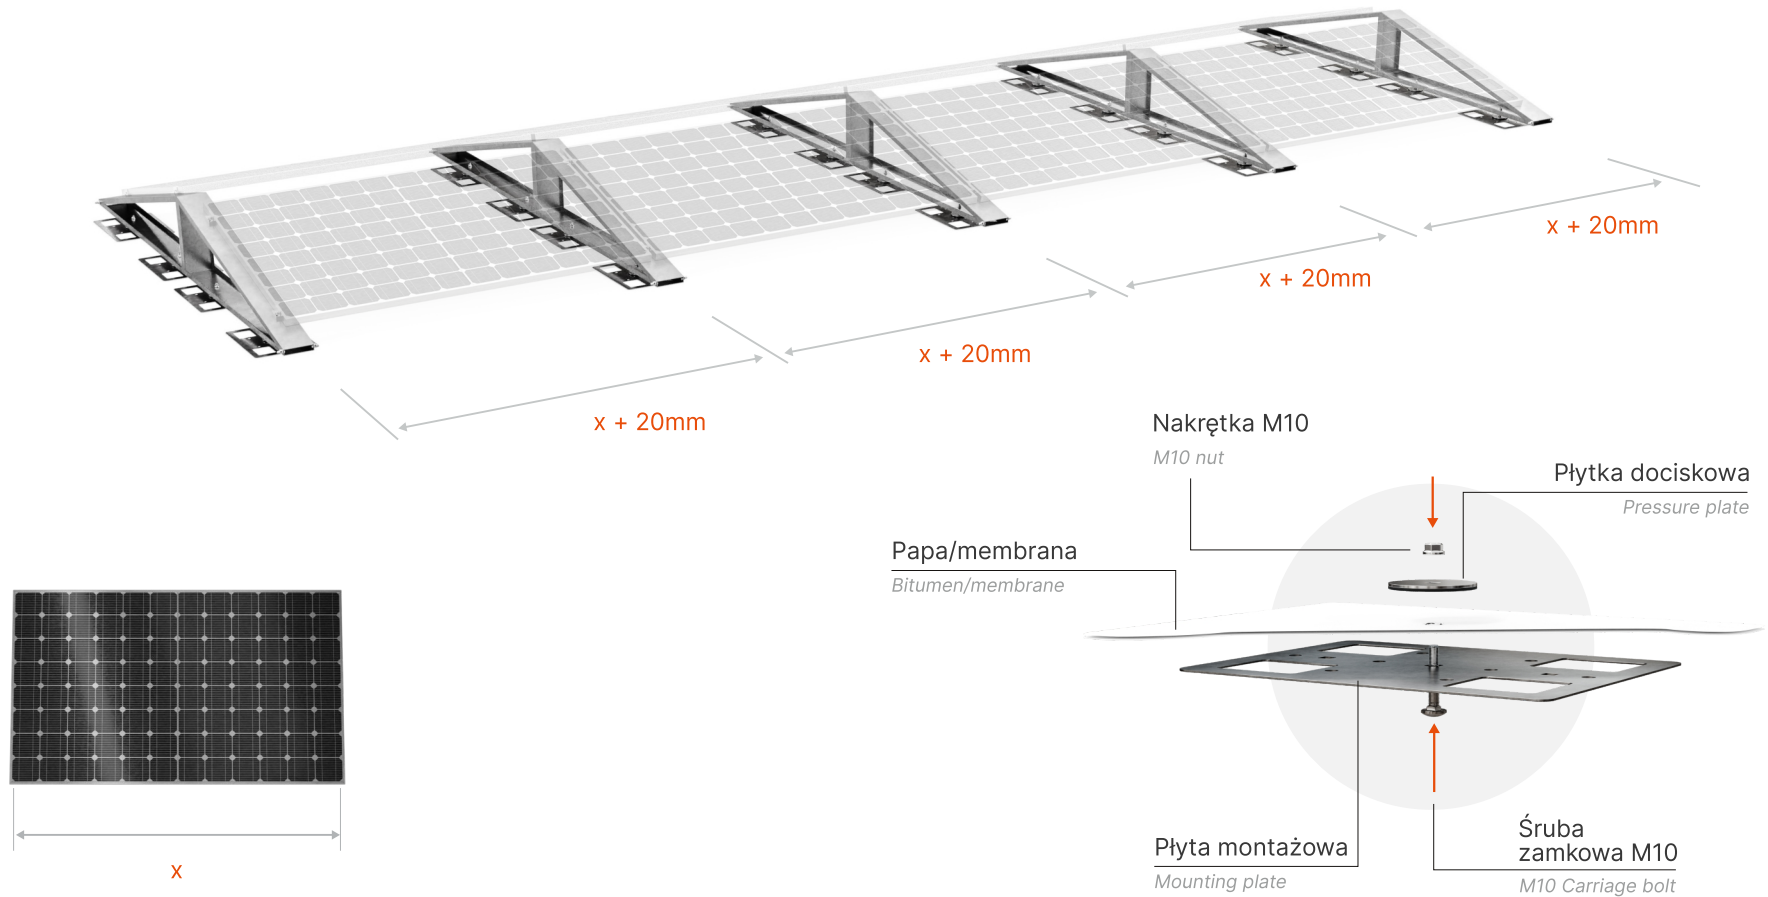 x + 20mm
x + 20mm
x + 20mm
x + 20mm
Nakrętka M10
M10 nut
Płytka dociskowa
Pressure plate
Papa/membrana
Bitumen/membrane
Płyta montażowa
Mounting plate
Śruba
zamkowa M10
M10 Carriage bolt
x